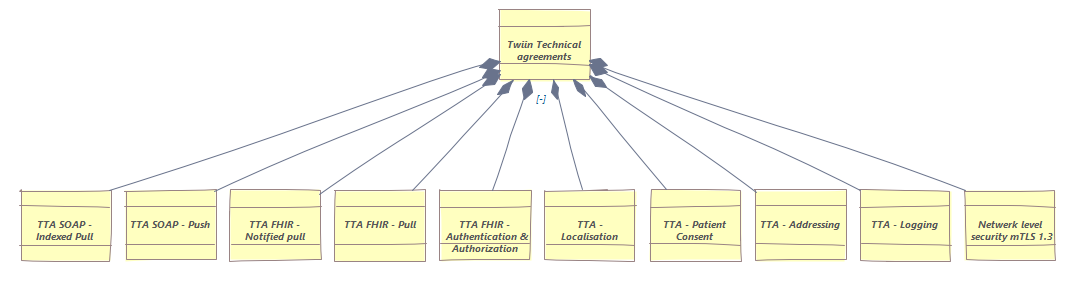 Twiin Technical
agreements
[-]
TTA SOAP -
Indexed Pull
TTA SOAP - Push
TTA FHIR -
Notified pull
TTA FHIR - Pull
TTA FHIR -
Authentication &
Authorization
TTA -
Localisation
TTA - Patient
Consent
TTA - Addressing
TTA - Logging
Netwerk level
security mTLS 1.3